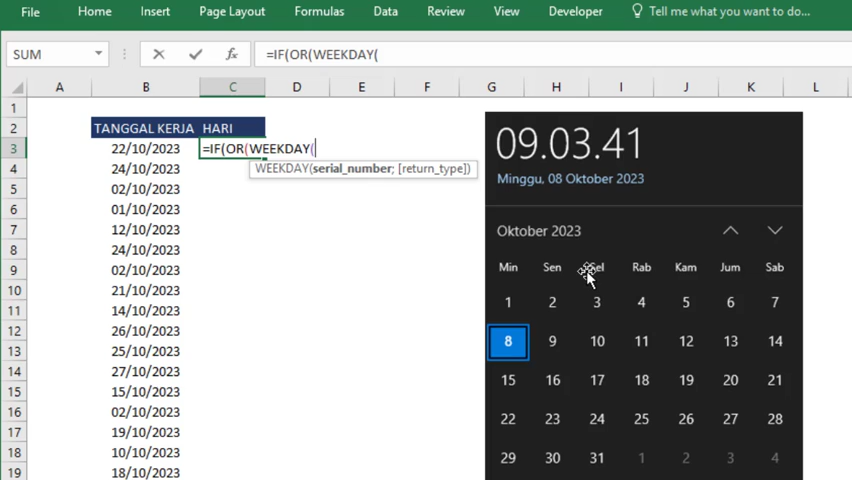 File Home Insert Page Layout Formulas Data Review View Developer Tell me what you want to do...
SUM fx =IF(OR(WEEKDAY(
A B C D E F G H I J K L
1
2 TANGGAL KERJA HARI
3 22/10/2023 =IF(OR(WEEKDAY(
4 24/10/2023 WEEKDAY(serial_number; [return_type])
5 02/10/2023
6 01/10/2023
7 12/10/2023
8 24/10/2023
9 02/10/2023
10 21/10/2023
11 14/10/2023
12 26/10/2023
13 25/10/2023
14 27/10/2023
15 15/10/2023
16 02/10/2023
17 19/10/2023
18 10/10/2023
19 18/10/2023
09.03.41
Minggu, 08 Oktober 2023
Oktober 2023
Min Sen Sel Rab Kam Jum Sab
1 2 3 4 5 6 7
8 9 10 11 12 13 14
15 16 17 18 19 20 21
22 23 24 25 26 27 28
29 30 31 1 2 3 4